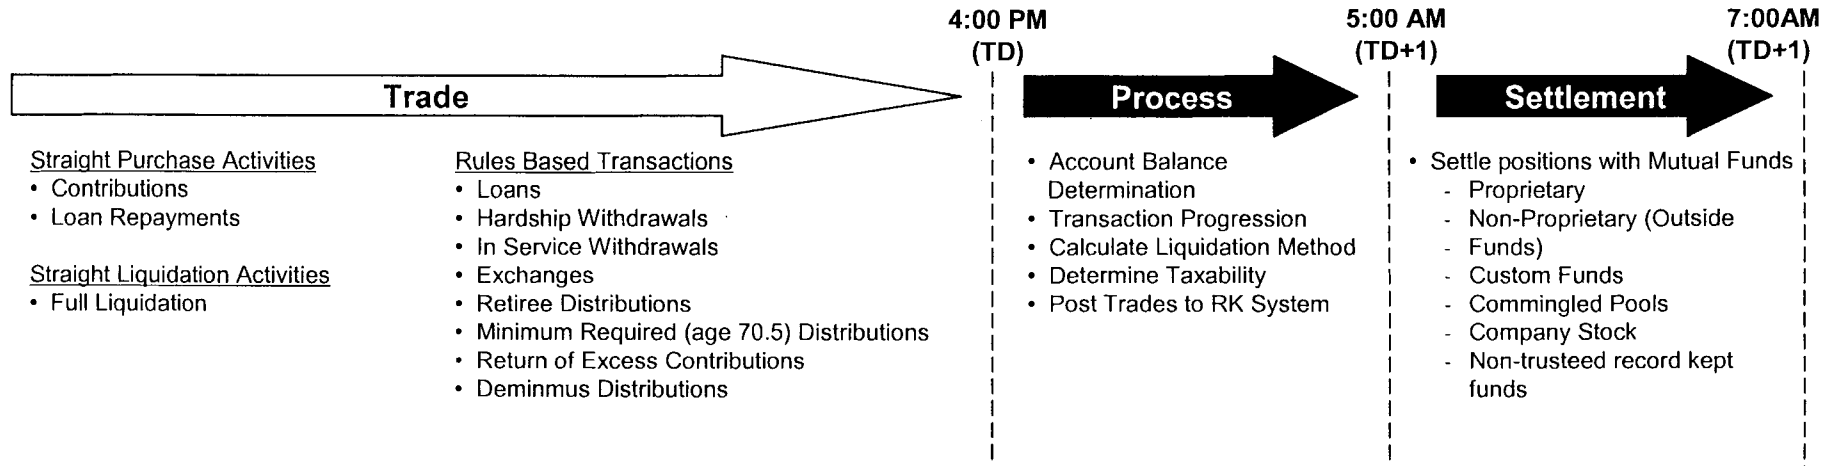 4:00 PM
(TD)
5:00 AM
(TD+1)
7:00AM
(TD+1)
Trade
Process
Settlement
Straight Purchase Activities
• Contributions
• Loan Repayments
Straight Liquidation Activities
• Full Liquidation
Rules Based Transactions
• Loans
• Hardship Withdrawals
• In Service Withdrawals
• Exchanges
• Retiree Distributions
• Minimum Required (age 70.5) Distributions
• Return of Excess Contributions
• Deminmus Distributions
• Account Balance
Determination
• Transaction Progression
• Calculate Liquidation Method
• Determine Taxability
• Post Trades to RK System
• Settle positions with Mutual Funds
- Proprietary
- Non-Proprietary (Outside
- Funds)
- Custom Funds
- Commingled Pools
- Company Stock
- Non-trusteed record kept
funds